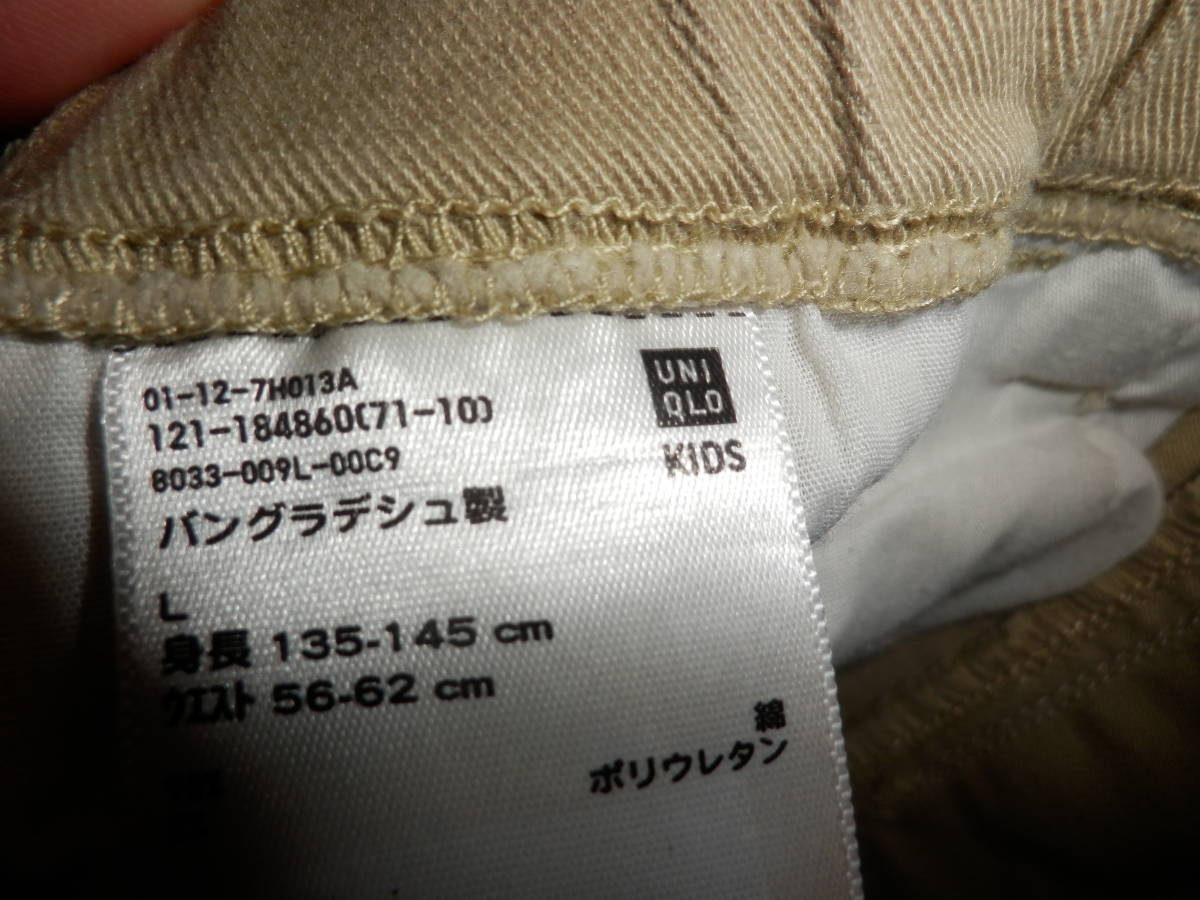 01-12-7H013A
121-184860(71-10)
8033-009L-00C9
バングラデシュ製
UNI
QLO
KIDS
L
身長 135-145 cm
ウエスト 56-62 cm
綿
ポリウレタン